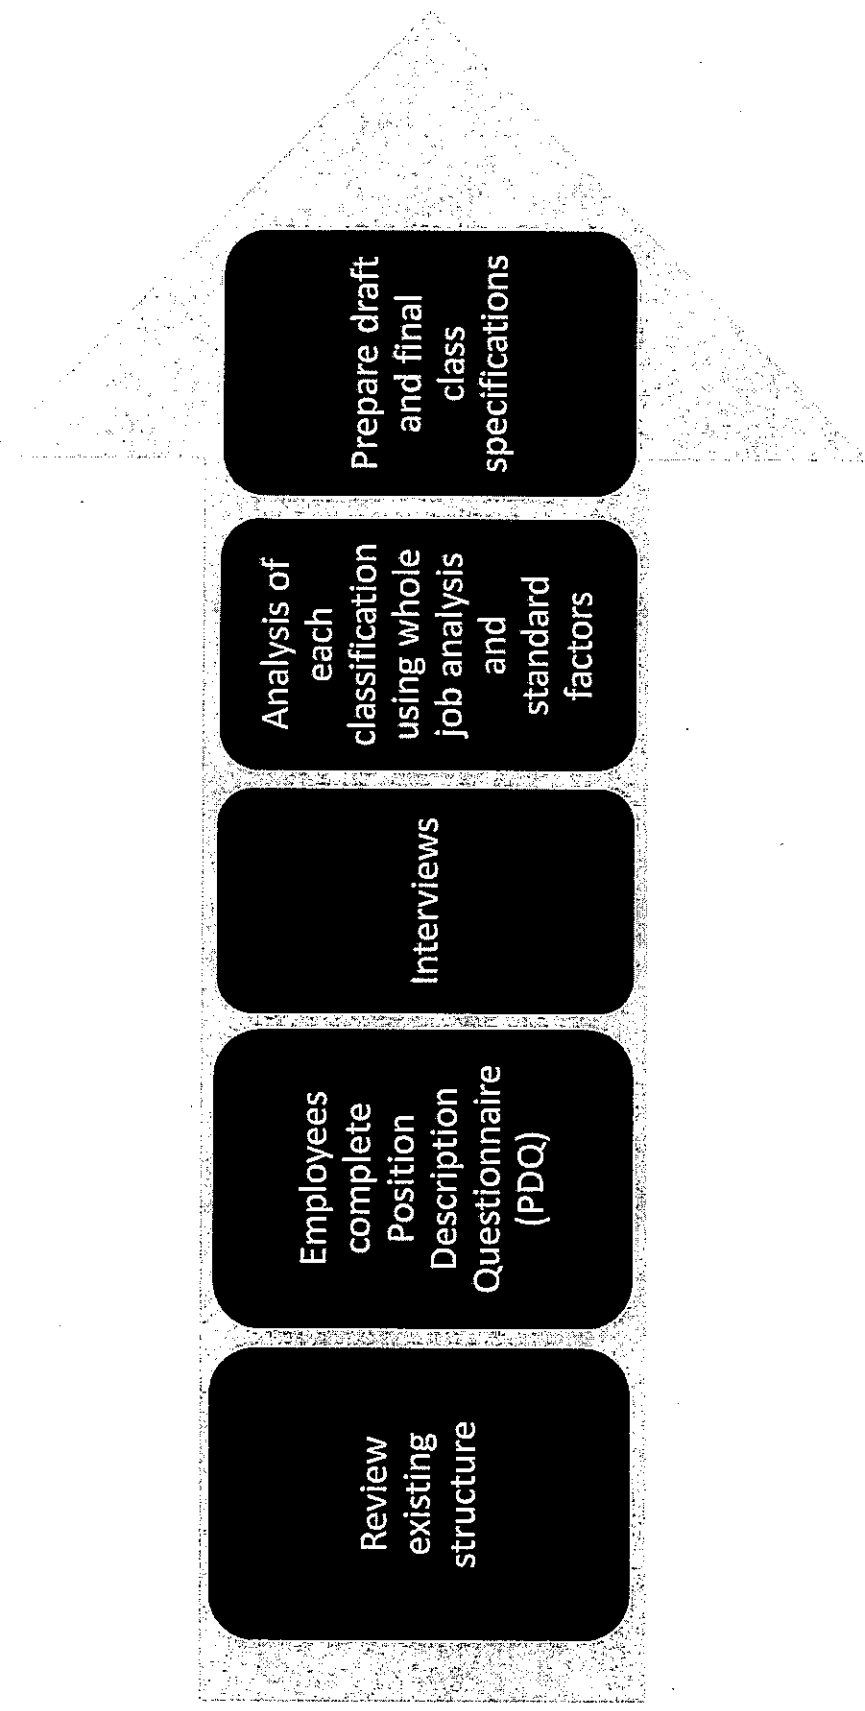 Review
existing
structure
Employees
complete
Position
Description
Questionnaire
(PDQ)
Interviews
Analysis of
each
classification
using whole
job analysis
and
standard
factors
Prepare draft
and final
class
specifications